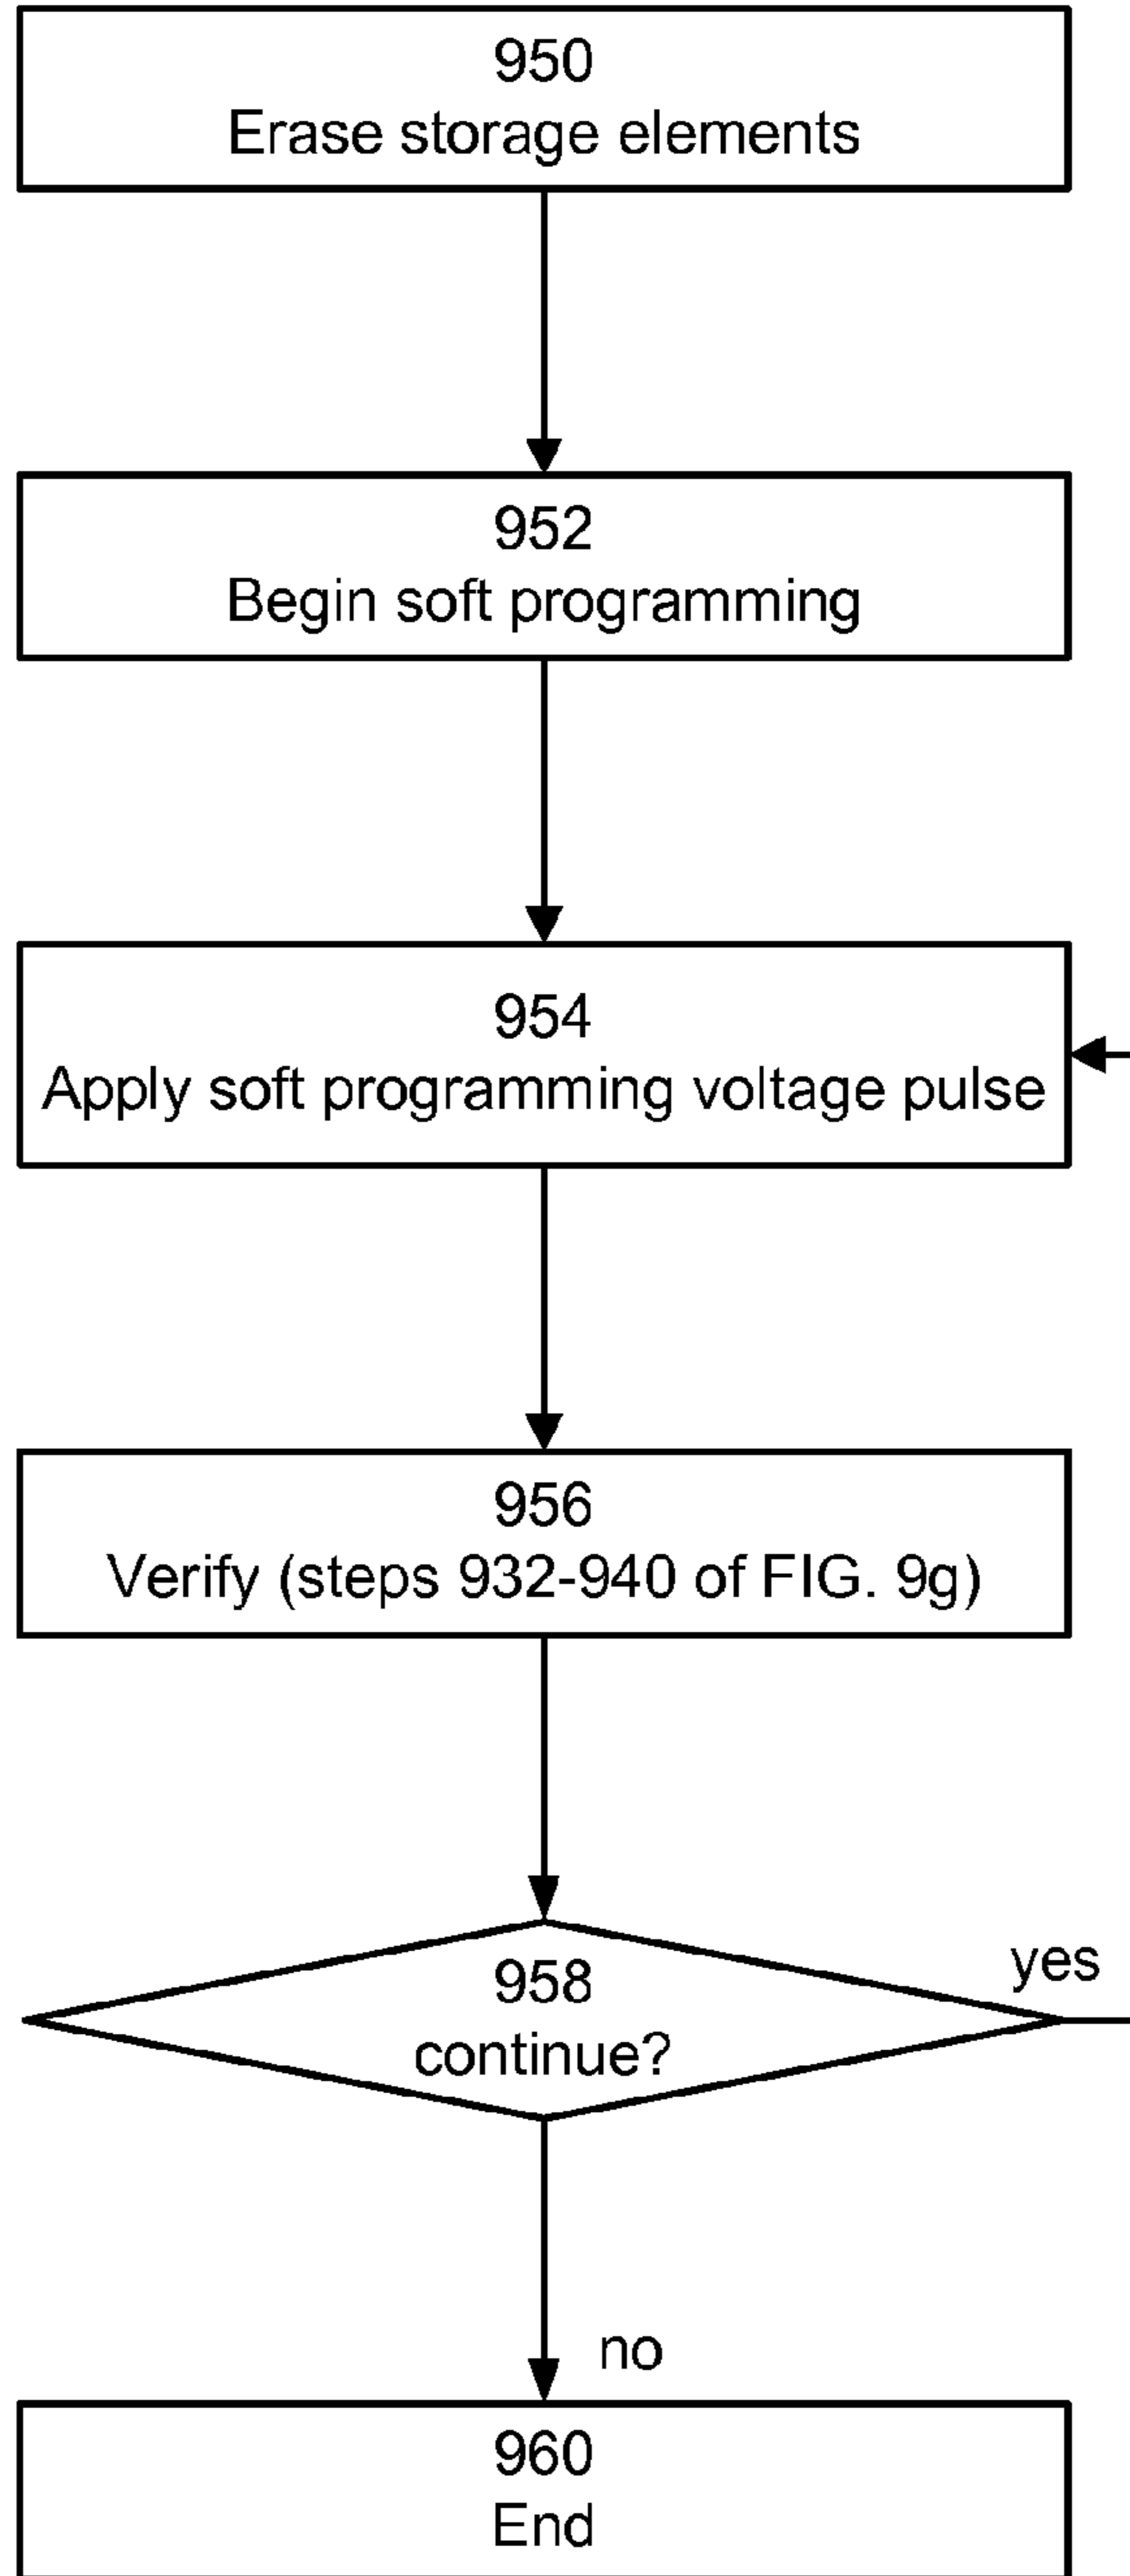 950
Erase storage elements
952
Begin soft programming
954
Apply soft programming voltage pulse
956
Verify (steps 932-940 of FIG. 9g)
958
continue?
yes
no
960
End